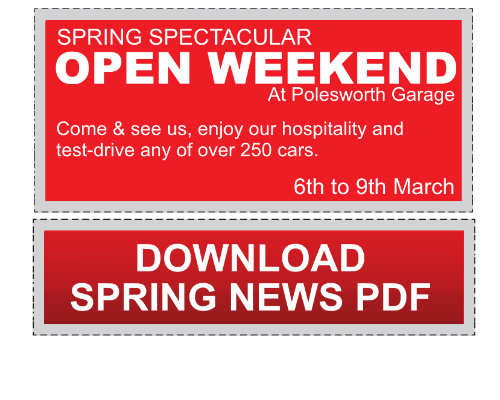 SPRING SPECTACULAR
OPEN WEEKEND
At Polesworth Garage
Come & see us, enjoy our hospitality and
test-drive any of over 250 cars.
6th to 9th March
DOWNLOAD
SPRING NEWS PDF